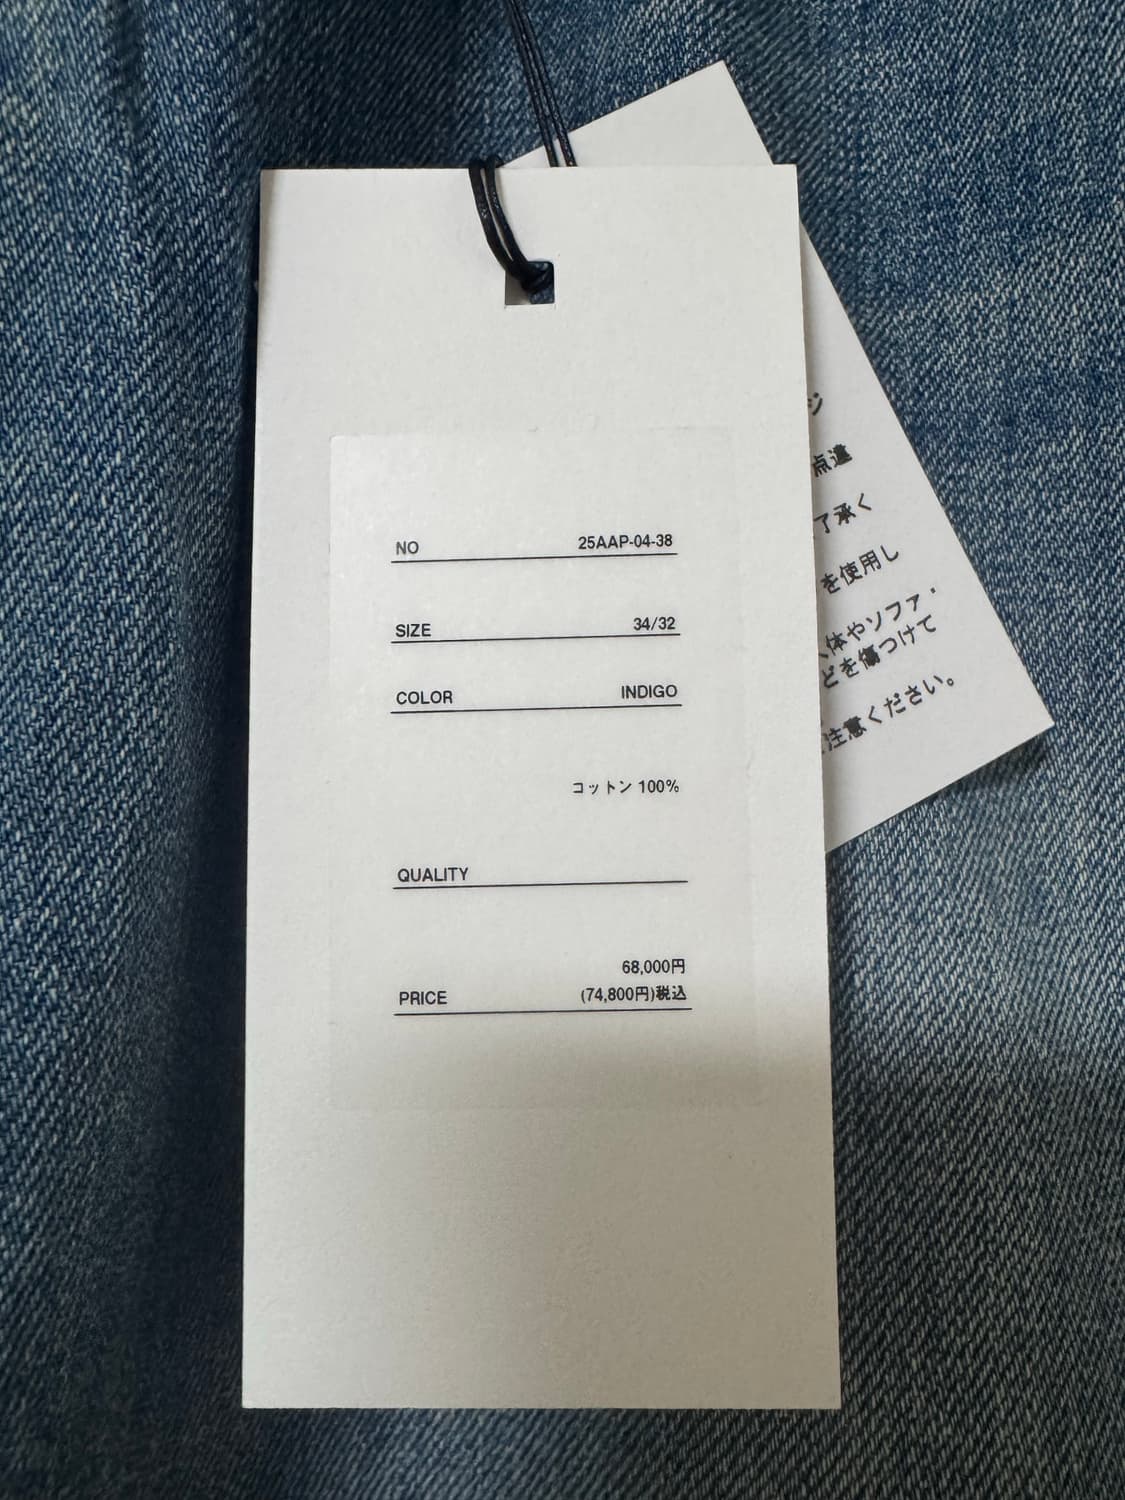 NO 25AAP-04-38
SIZE 34/32
COLOR INDIGO
コットン 100%
QUALITY
68,000円
PRICE (74,800円)税込
ジ
点違
了承く
を使用し
体やソファ・
どを傷つけて
注意ください。